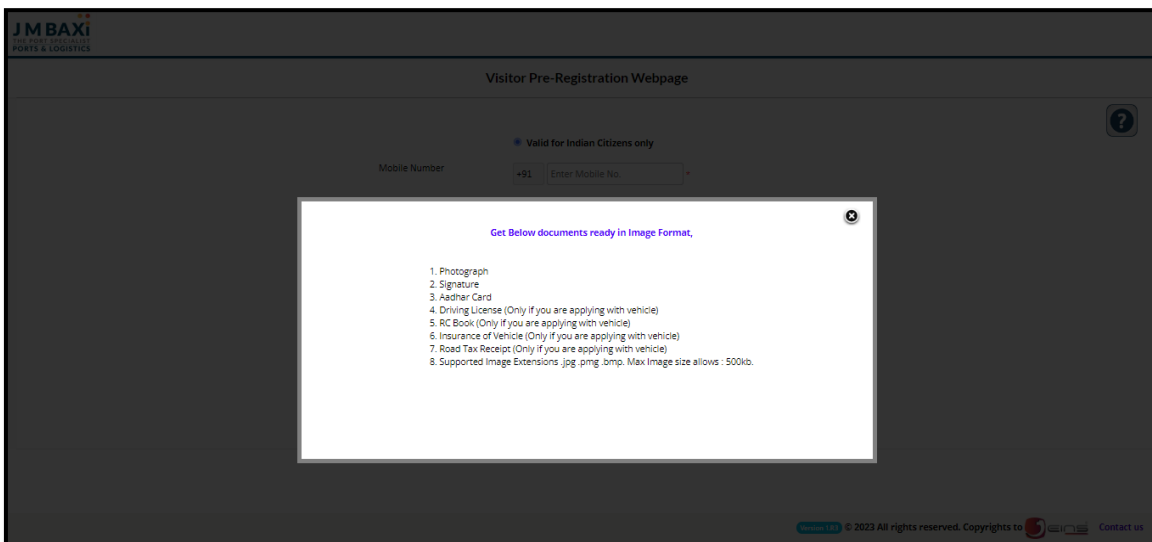 J M BAXI
THE PORT SPECIALIST
PORTS & LOGISTICS
Visitor Pre-Registration Webpage
?
Valid for Indian Citizens only
Mobile Number
+91 Enter Mobile No. *
Get Below documents ready in Image Format,
1. Photograph
2. Signature
3. Aadhar Card
4. Driving License (Only if you are applying with vehicle)
5. RC Book (Only if you are applying with vehicle)
6. Insurance of Vehicle (Only if you are applying with vehicle)
7. Road Tax Receipt (Only if you are applying with vehicle)
8. Supported Image Extensions .jpg .pmg .bmp. Max Image size allows : 500kb.
© 2023 All rights reserved. Copyrights to Contact us